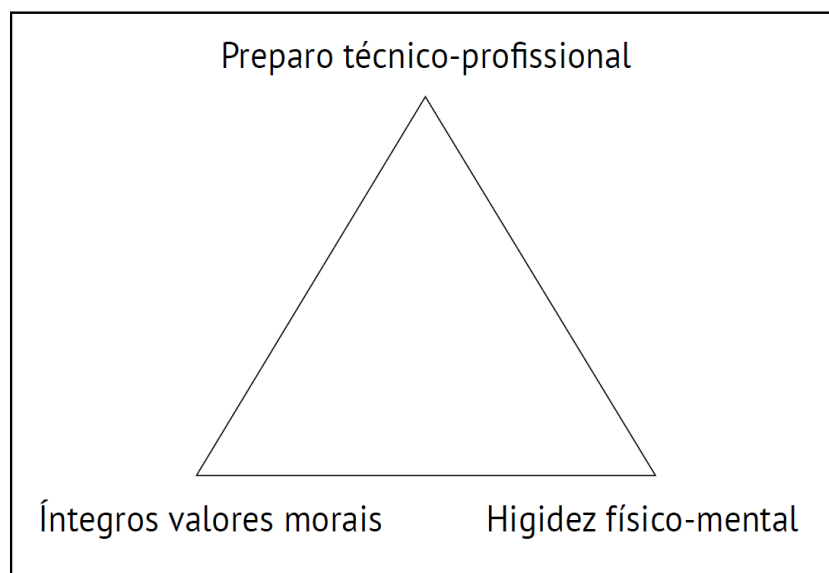 Preparo técnico-profissional
Íntegros valores morais
Higidez físico-mental